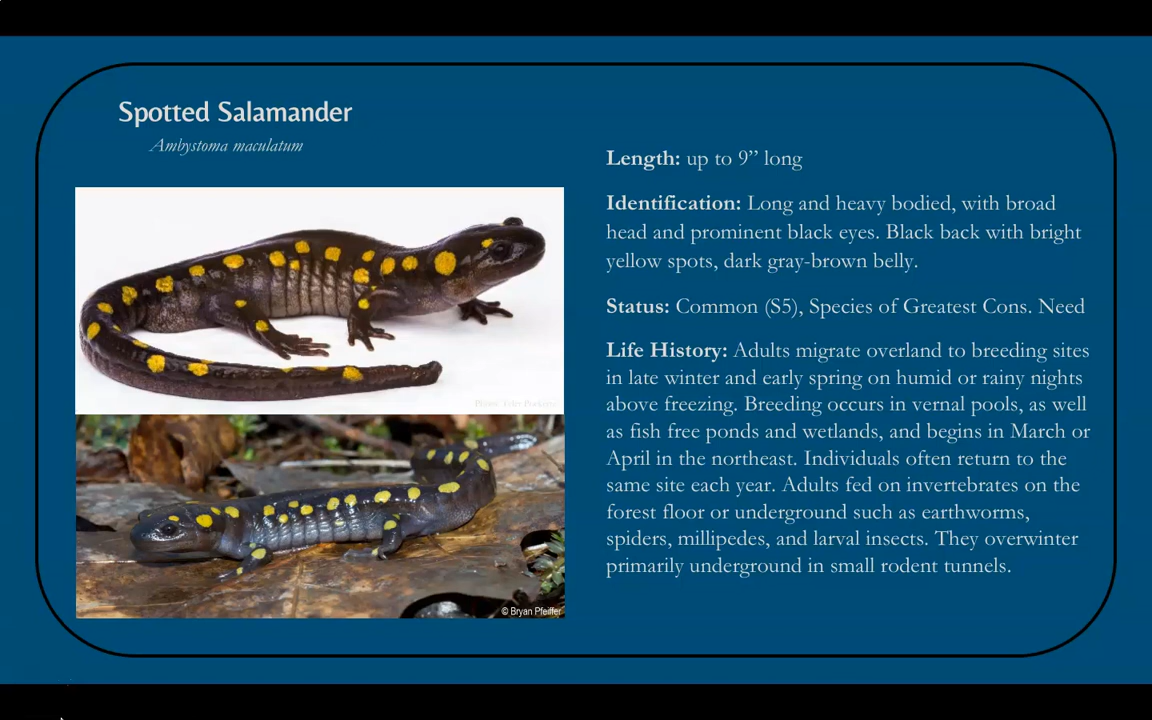 Spotted Salamander
Ambystoma maculatum
Length: up to 9” long
Identification: Long and heavy bodied, with broad
head and prominent black eyes. Black back with bright
yellow spots, dark gray-brown belly.
Status: Common (S5), Species of Greatest Cons. Need
Life History: Adults migrate overland to breeding sites
in late winter and early spring on humid or rainy nights
above freezing. Breeding occurs in vernal pools, as well
as fish free ponds and wetlands, and begins in March or
April in the northeast. Individuals often return to the
same site each year. Adults fed on invertebrates on the
forest floor or underground such as earthworms,
spiders, millipedes, and larval insects. They overwinter
primarily underground in small rodent tunnels.
© Bryan Pfeiffer